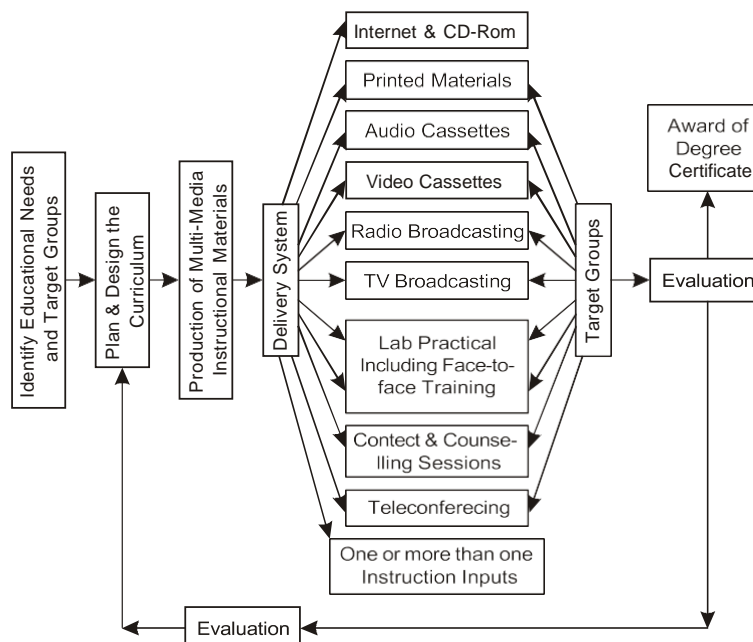 Identify Educational Needs
and Target Groups
Plan & Design the
Curriculum
Production of Multi-Media
Instructional Materials
Delivery System
Internet & CD-Rom
Printed Materials
Audio Cassettes
Video Cassettes
Radio Broadcasting
TV Broadcasting
Lab Practical
Including Face-to-
face Training
Contect & Counse-
lling Sessions
Teleconferecing
One or more than one
Instruction Inputs
Target Groups
Evaluation
Award of
Degree
Certificate
Evaluation